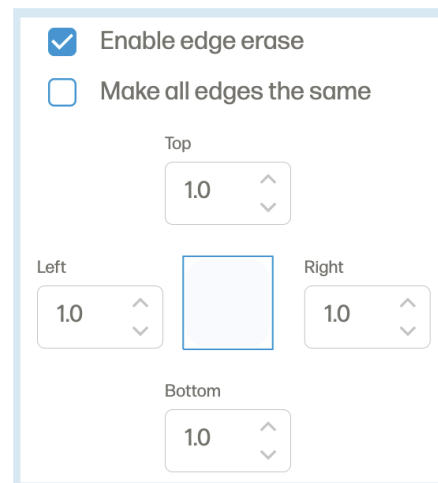 Enable edge erase
Make all edges the same
Top
1.0
Left
Right
1.0
1.0
Bottom
1.0